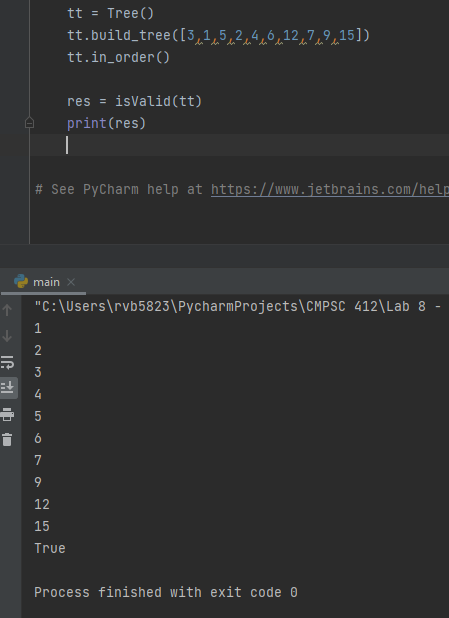 tt = Tree()
tt.build_tree([3,1,5,2,4,6,12,7,9,15])
tt.in_order()
res = isValid(tt)
print(res)
# See PyCharm help at https://www.jetbrains.com/help
main
"C:\Users\rvb5823\PycharmProjects\CMPSC 412\Lab 8 -
1
2
3
4
5
6
7
9
12
15
True
Process finished with exit code 0